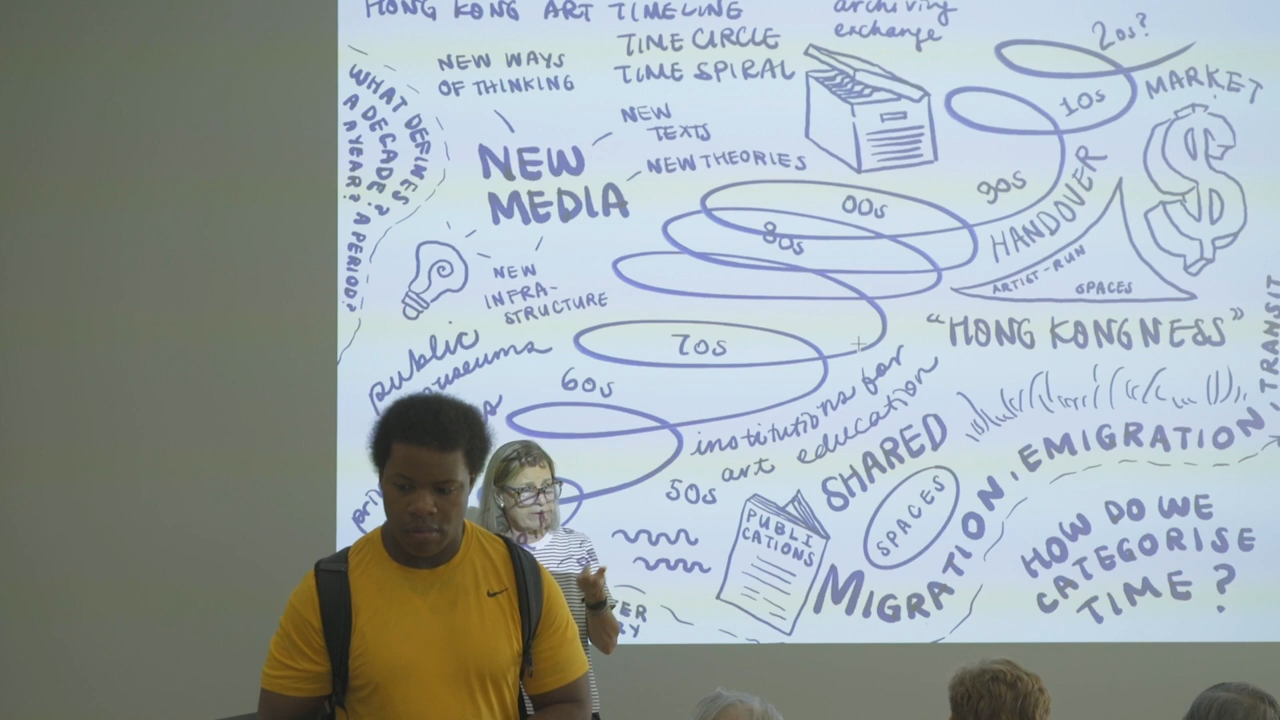 HONG KONG ART TIMELINE
TIME CIRCLE
TIME SPIRAL
archiving
exchange
20s?
10s
MARKET
NEW WAYS
OF THINKING
WHAT DEFINES
A DECADE?
A YEAR? A PERIOD?
NEW
TEXTS
NEW THEORIES
NEW
MEDIA
NEW
INFRA-
STRUCTURE
90s
00s
80s
HANDOVER
ARTIST-RUN
SPACES
"HONG KONGNESS"
public
museums
70s
60s
50s
institutions for
art education
SHARED
SPACES
PUBLI
CATIONS
MIGRATION, EMIGRATION, TRANSIT
HOW DO WE
CATEGORISE
TIME?